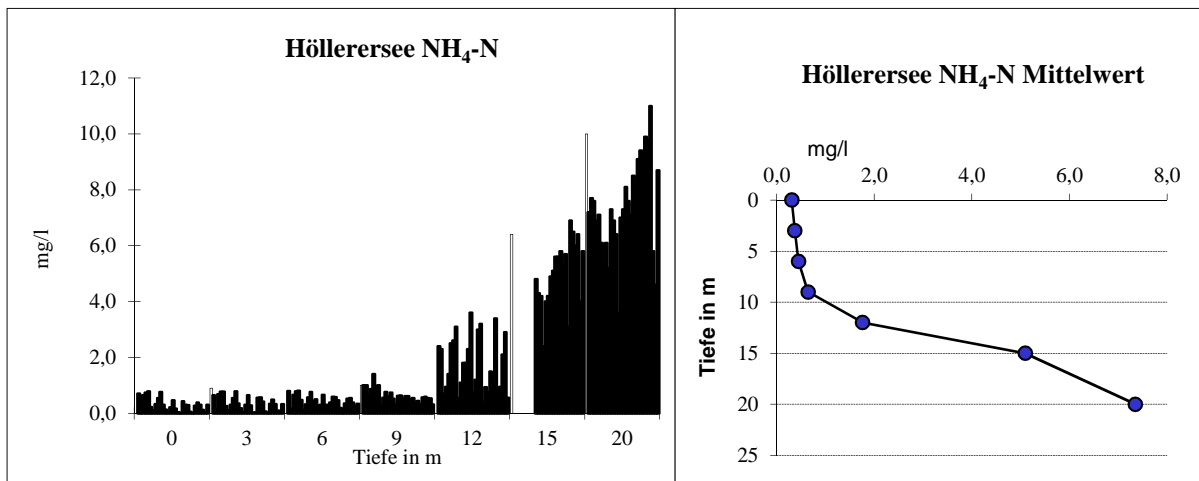 Höllerersee NH₄-N
12,0
10,0
8,0
6,0
4,0
2,0
0,0
mg/l
0 3 6 9 12 15 20
Tiefe in m
Höllerersee NH₄-N Mittelwert
mg/l
0,0 2,0 4,0 6,0 8,0
0
5
10
15
20
25
Tiefe in m